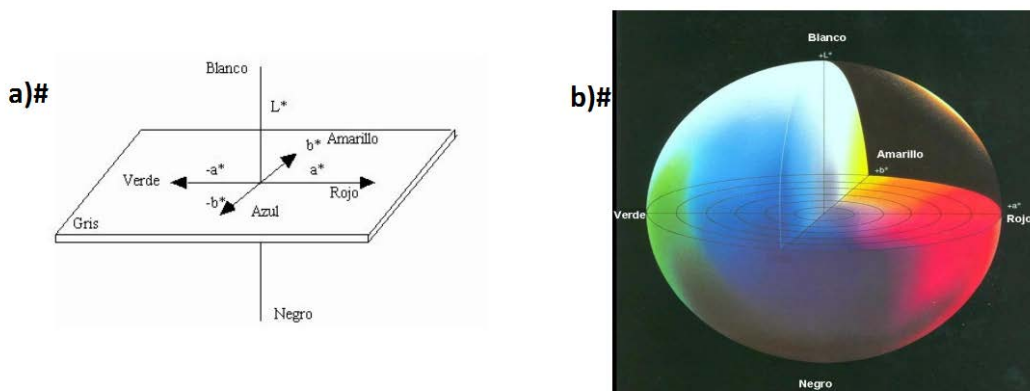 a)#
Blanco
L*
Amarillo
b*
-a*
a*
Verde
Rojo
-b*
Azul
Gris
Negro
b)#
Blanco
+L*
Amarillo
+b*
Verde
+a*
Rojo
Negro